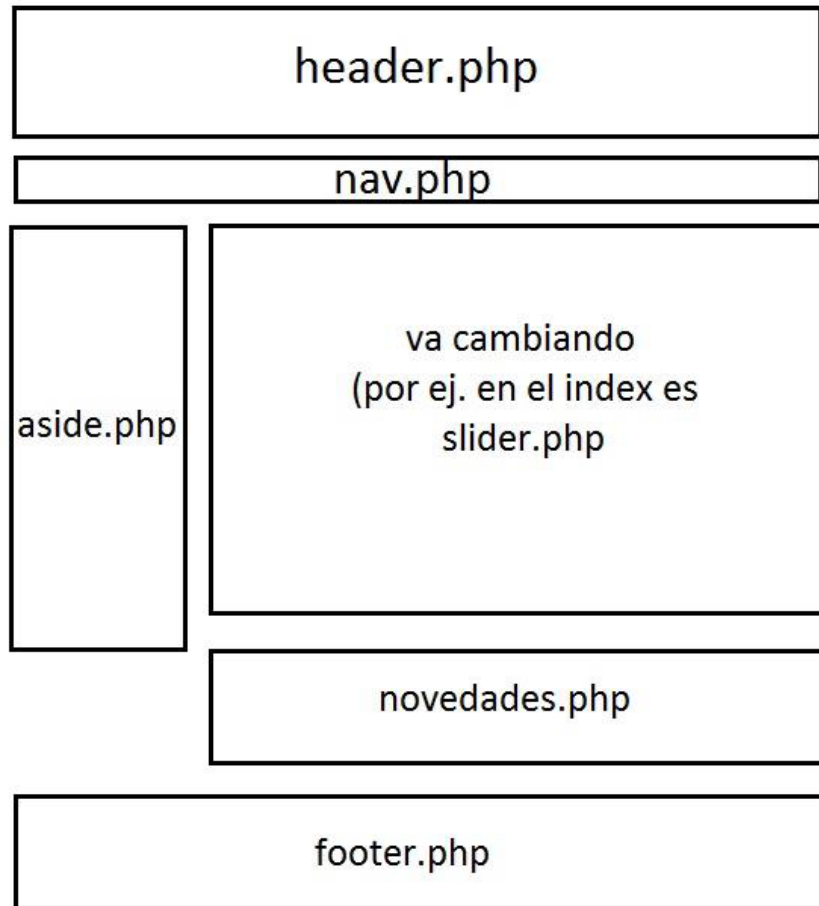 header.php
nav.php
aside.php
va cambiando
(por ej. en el index es
slider.php
novedades.php
footer.php